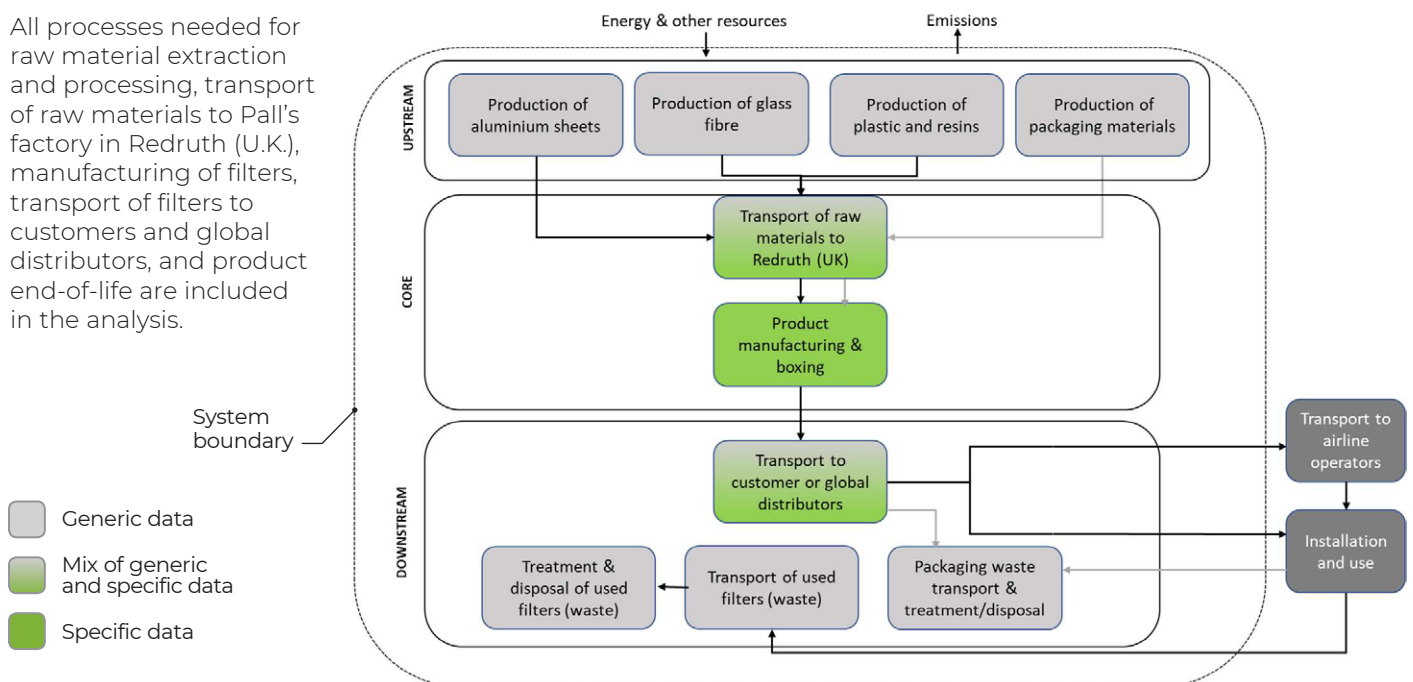 All processes needed for
raw material extraction
and processing, transport
of raw materials to Pall's
factory in Redruth (U.K.),
manufacturing of filters,
transport of filters to
customers and global
distributors, and product
end-of-life are included
in the analysis.
System
boundary
Generic data
Mix of generic
and specific data
Specific data
Energy & other resources
Emissions
UPSTREAM
Production of
aluminium sheets
Production of glass
fibre
Production of
plastic and resins
Production of
packaging materials
CORE
Transport of raw
materials to
Redruth (UK)
Product
manufacturing &
boxing
DOWNSTREAM
Transport to
customer or global
distributors
Treatment &
disposal of used
filters (waste)
Transport of used
filters (waste)
Packaging waste
transport &
treatment/disposal
Transport to
airline
operators
Installation
and use